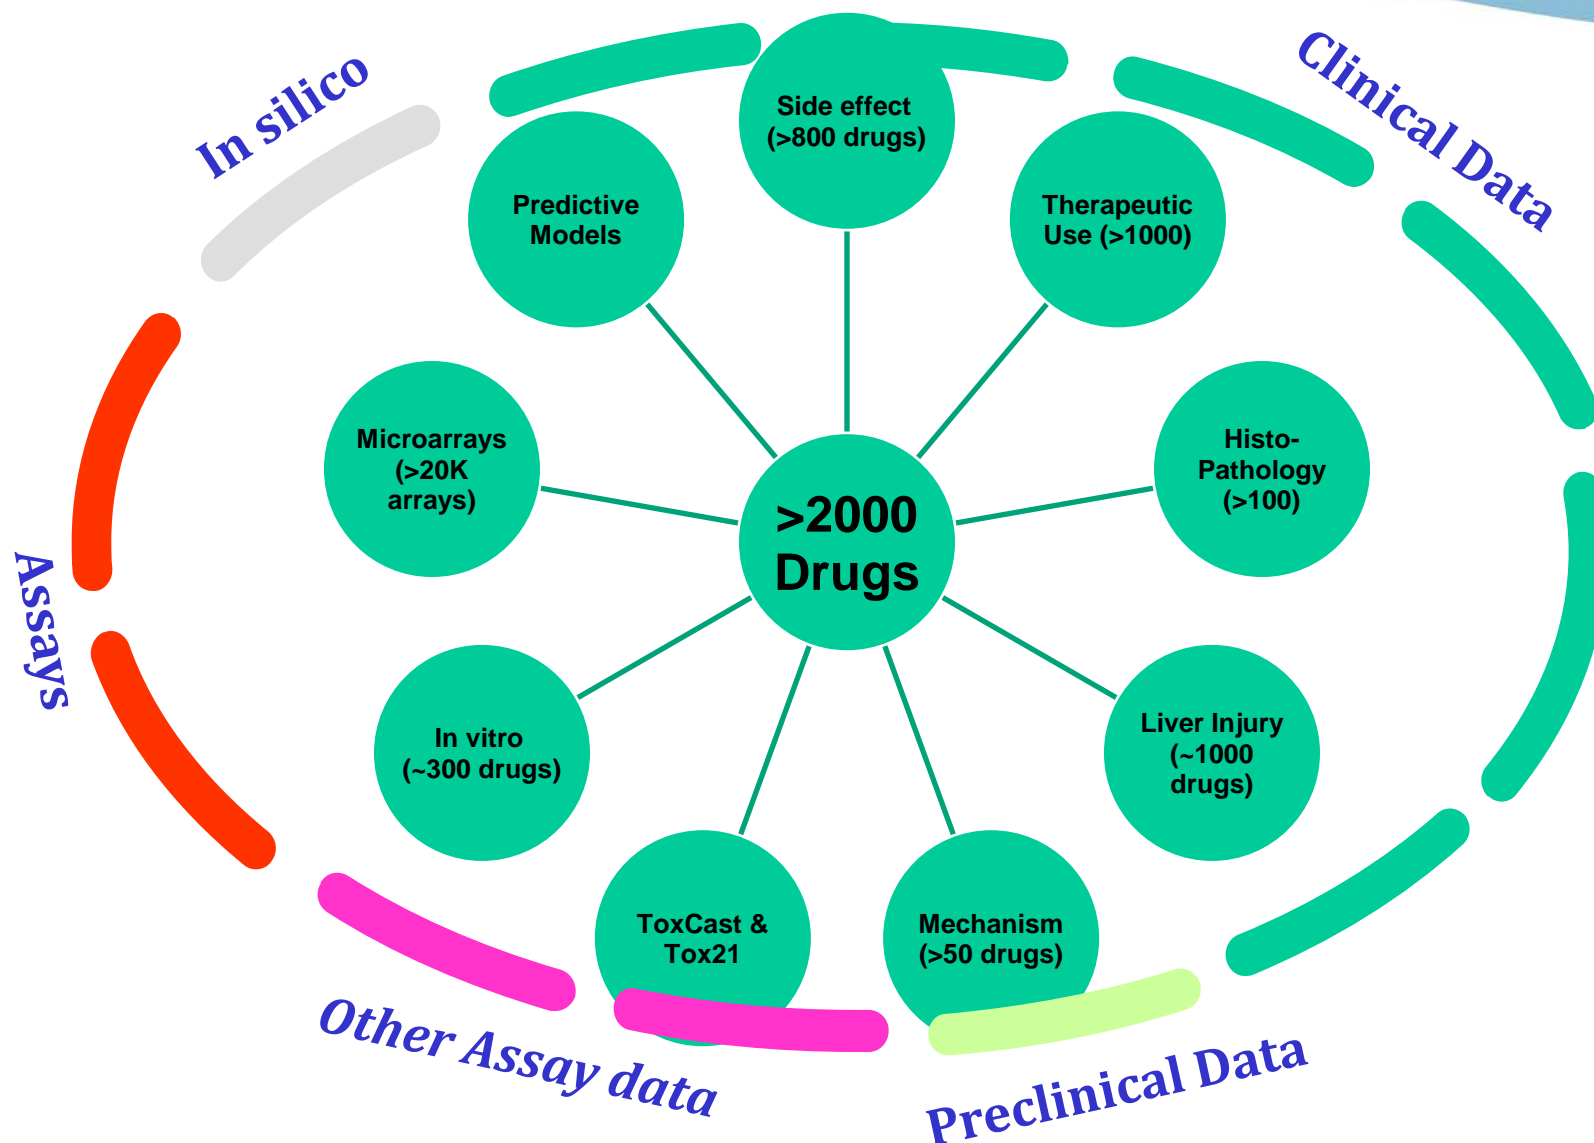 In silico
Clinical Data
Side effect
(>800 drugs)
Predictive
Models
Therapeutic
Use (>1000)
Microarrays
(>20K
arrays)
Histo-
Pathology
(>100)
>2000
Drugs
Assays
In vitro
(~300 drugs)
Liver Injury
(~1000
drugs)
ToxCast &
Tox21
Mechanism
(>50 drugs)
Other Assay data
Preclinical Data